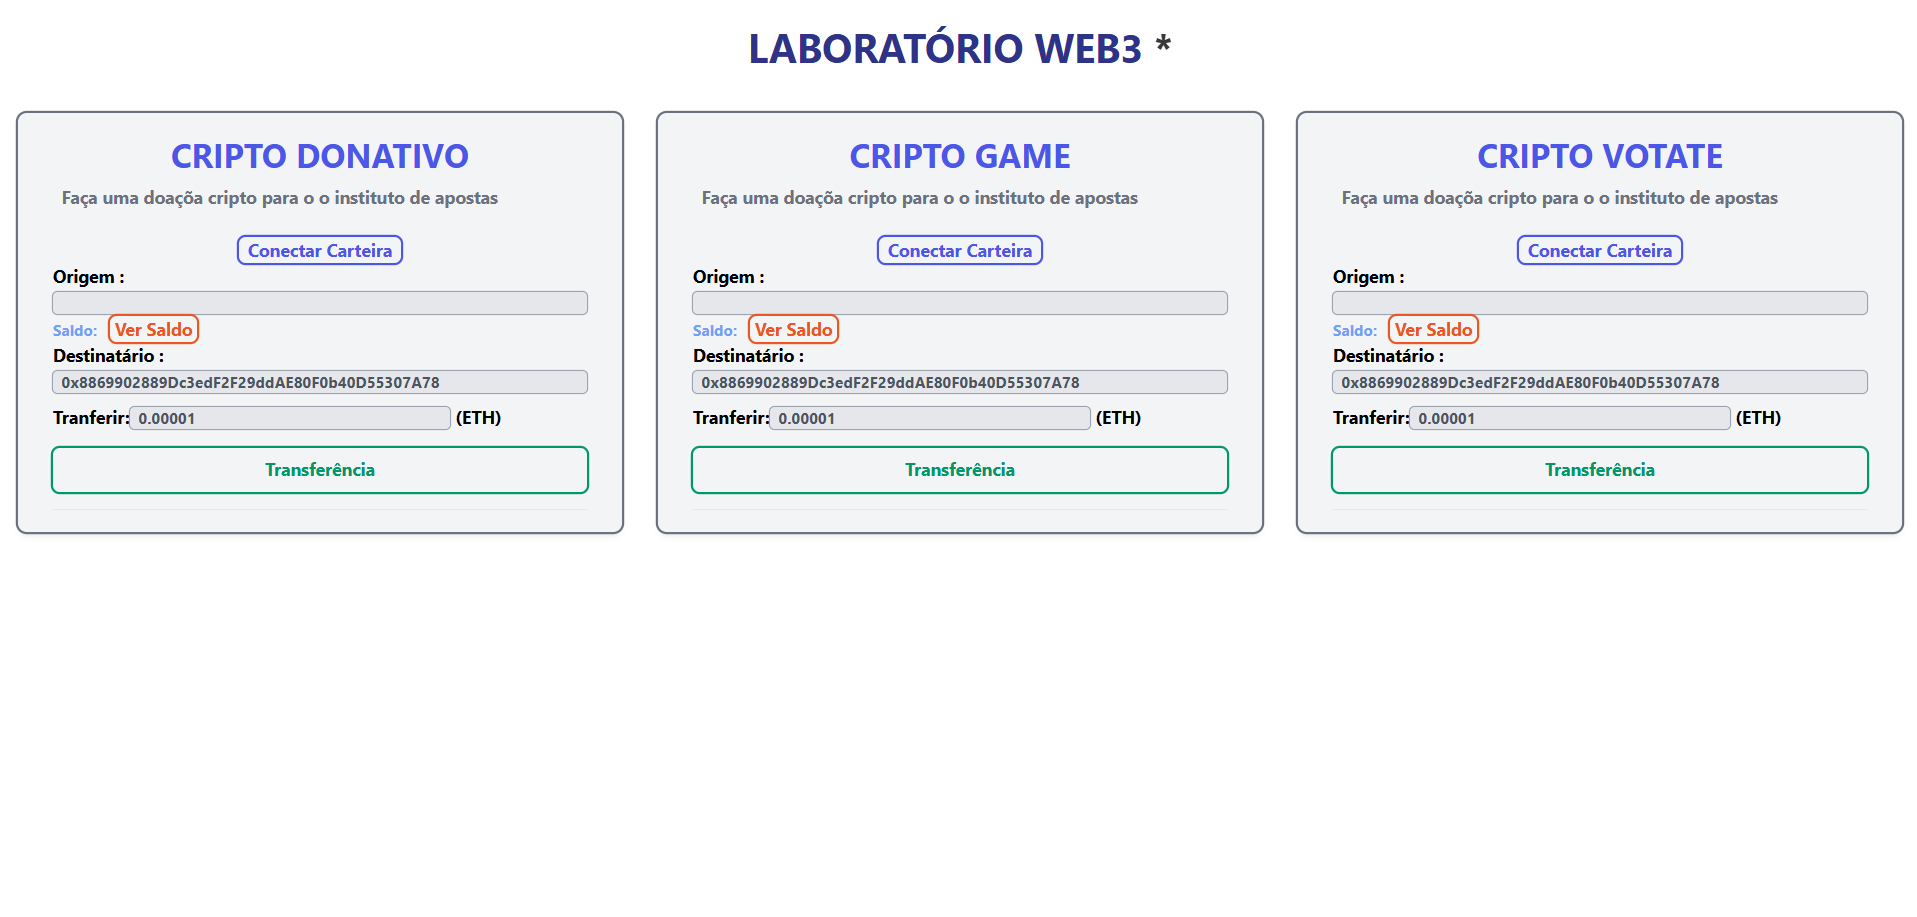 LABORATÓRIO WEB3 *
CRIPTO DONATIVO
Faça uma doaçõa cripto para o o instituto de apostas
Conectar Carteira
Origem :
Saldo: Ver Saldo
Destinatário :
0x8869902889Dc3edF2F29ddAE80F0b40D55307A78
Tranferir: 0.00001 (ETH)
Transferência
CRIPTO GAME
Faça uma doaçõa cripto para o o instituto de apostas
Conectar Carteira
Origem :
Saldo: Ver Saldo
Destinatário :
0x8869902889Dc3edF2F29ddAE80F0b40D55307A78
Tranferir: 0.00001 (ETH)
Transferência
CRIPTO VOTATE
Faça uma doaçõa cripto para o o instituto de apostas
Conectar Carteira
Origem :
Saldo: Ver Saldo
Destinatário :
0x8869902889Dc3edF2F29ddAE80F0b40D55307A78
Tranferir: 0.00001 (ETH)
Transferência